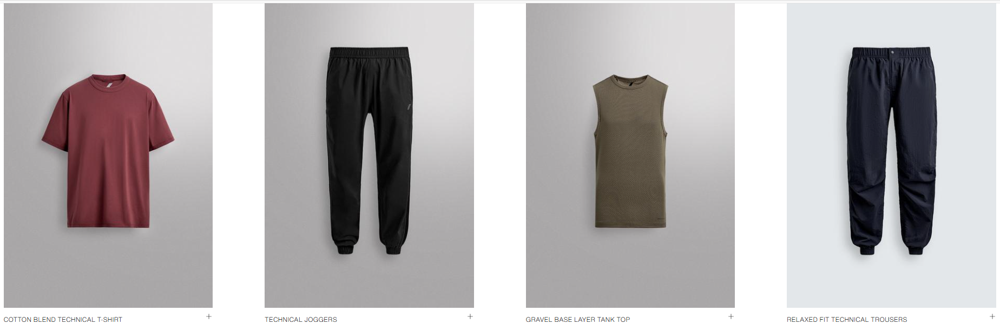 COTTON BLEND TECHNICAL T-SHIRT
TECHNICAL JOGGERS
GRAVEL BASE LAYER TANK TOP
RELAXED FIT TECHNICAL TROUSERS